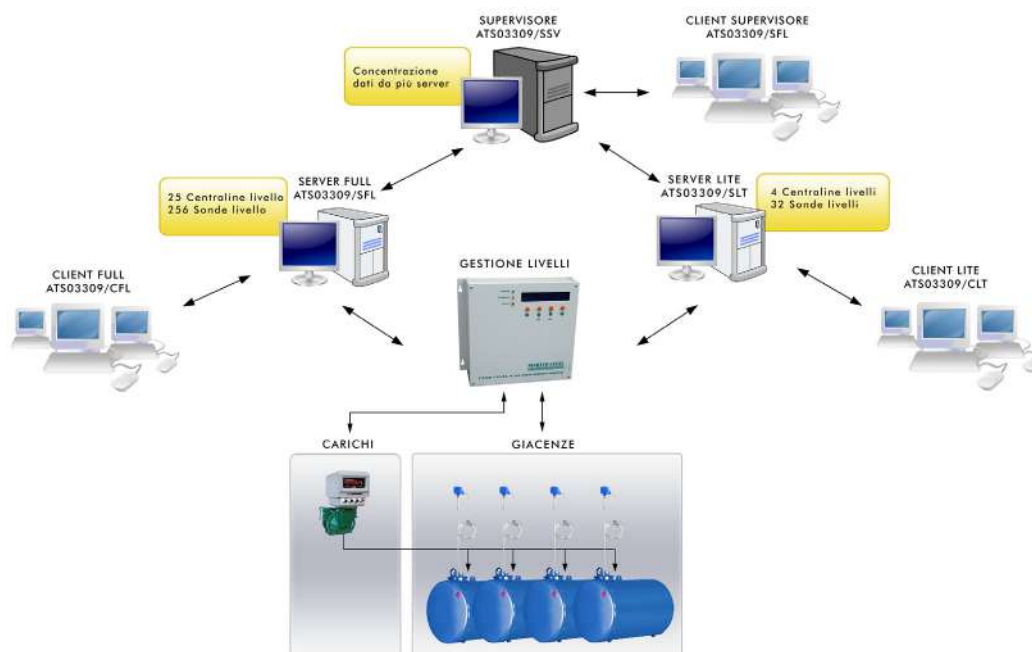 SUPERVISORE
ATS03309/SSV
CLIENT SUPERVISORE
ATS03309/SFL
Concentrazione
dati da più server
SERVER FULL
ATS03309/SFL
25 Centraline livello
256 Sonde livello
SERVER LITE
ATS03309/SLT
4 Centraline livelli
32 Sonde livelli
GESTIONE LIVELLI
CLIENT FULL
ATS03309/CFL
CLIENT LITE
ATS03309/CLT
CARICHI
GIACENZE